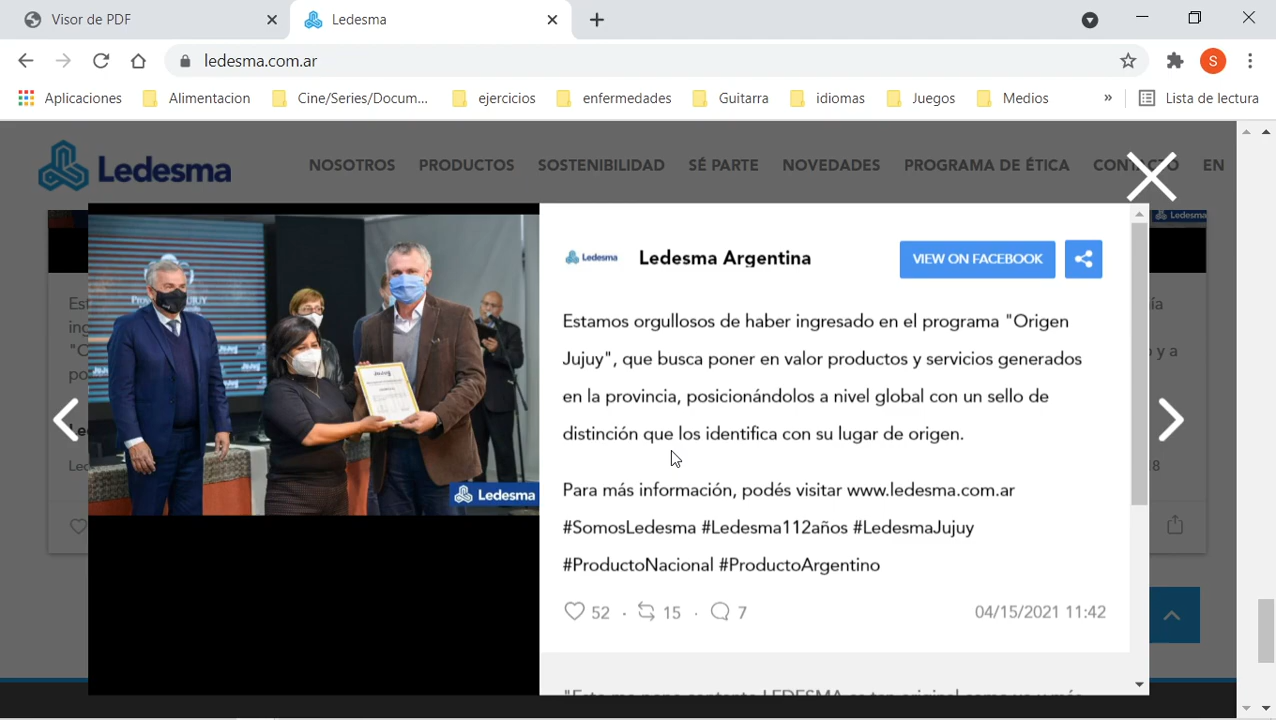 Visor de PDF
Ledesma
ledesma.com.ar
S
Aplicaciones
Alimentacion
Cine/Series/Docum...
ejercicios
enfermedades
Guitarra
idiomas
Juegos
Medios
»
Lista de lectura
Ledesma
NOSOTROS
PRODUCTOS
SOSTENIBILIDAD
SÉ PARTE
NOVEDADES
PROGRAMA DE ÉTICA
CONTACTO
EN
Ledesma
Ledesma Argentina
VIEW ON FACEBOOK
Estamos orgullosos de haber ingresado en el programa "Origen
Jujuy", que busca poner en valor productos y servicios generados
en la provincia, posicionándolos a nivel global con un sello de
distinción que los identifica con su lugar de origen.
Para más información, podés visitar www.ledesma.com.ar
#SomosLedesma #Ledesma112años #LedesmaJujuy
#ProductoNacional #ProductoArgentino
52 · 15 · 7
04/15/2021 11:42
Ledesma
Ledesma